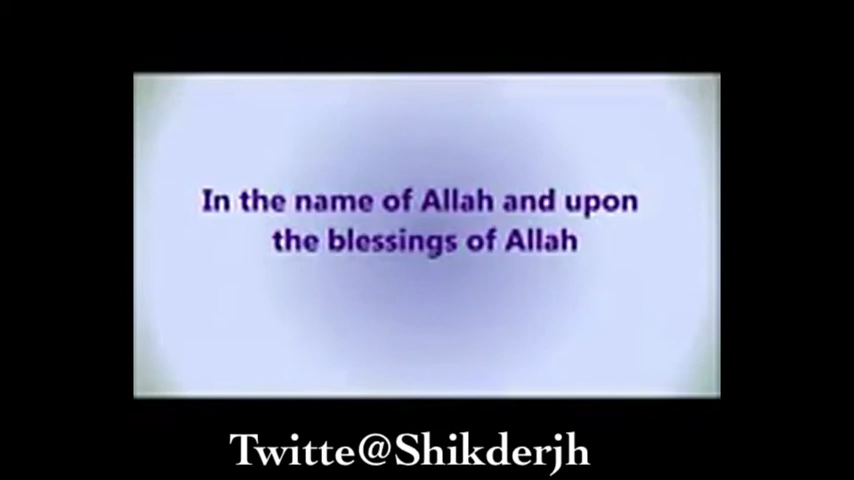 In the name of Allah and upon
the blessings of Allah
Twitte@Shikderjh